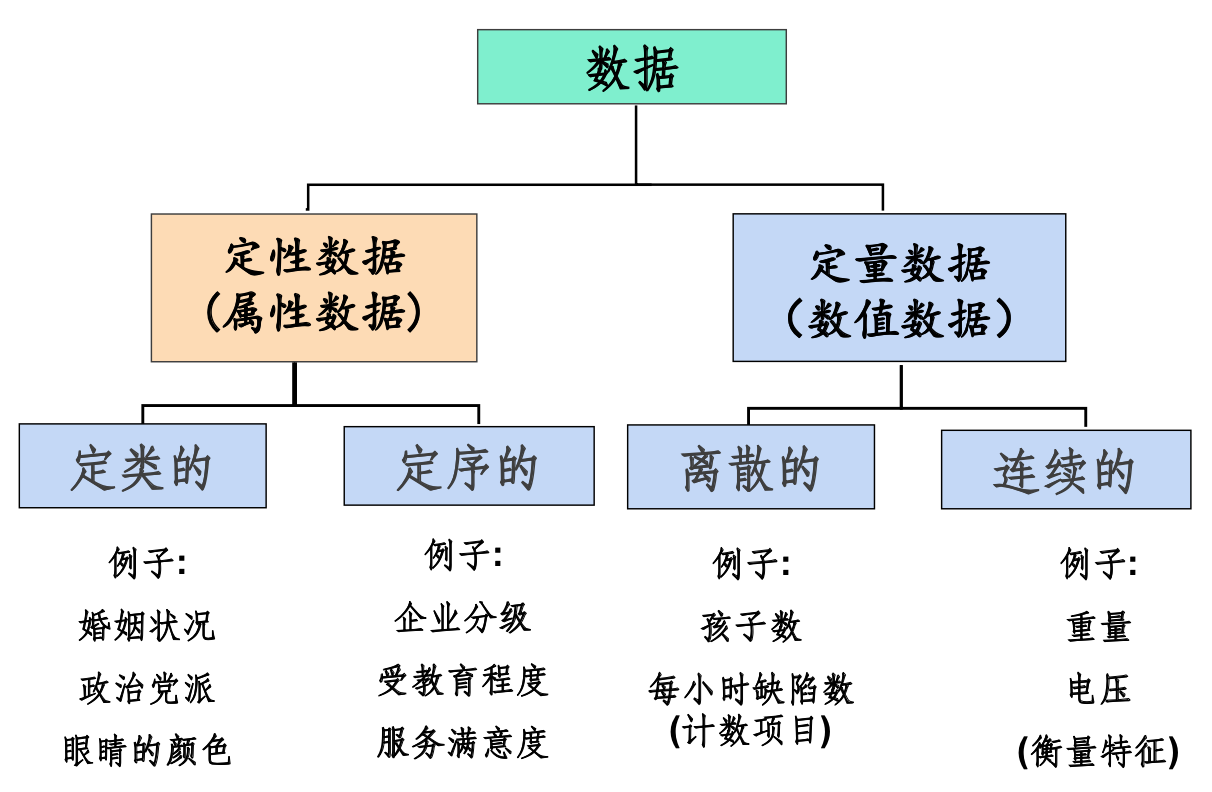 数据
定性数据
(属性数据)
定量数据
（数值数据）
定类的
定序的
离散的
连续的
例子:
婚姻状况
政治党派
眼睛的颜色
例子:
企业分级
受教育程度
服务满意度
例子:
孩子数
每小时缺陷数
(计数项目)
例子:
重量
电压
(衡量特征)